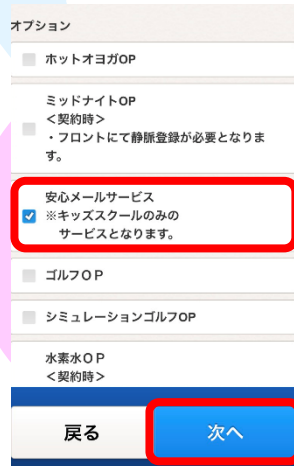 オプション
ホットオヨガOP
ミッドナイトOP
＜契約時＞
・フロントにて静脈登録が必要となりま
す。
安心メールサービス
※キッズスクールのみの
サービスとなります。
ゴルフＯＰ
シミュレーションゴルフOP
水素水ＯＰ
＜契約時＞
戻る
次へ